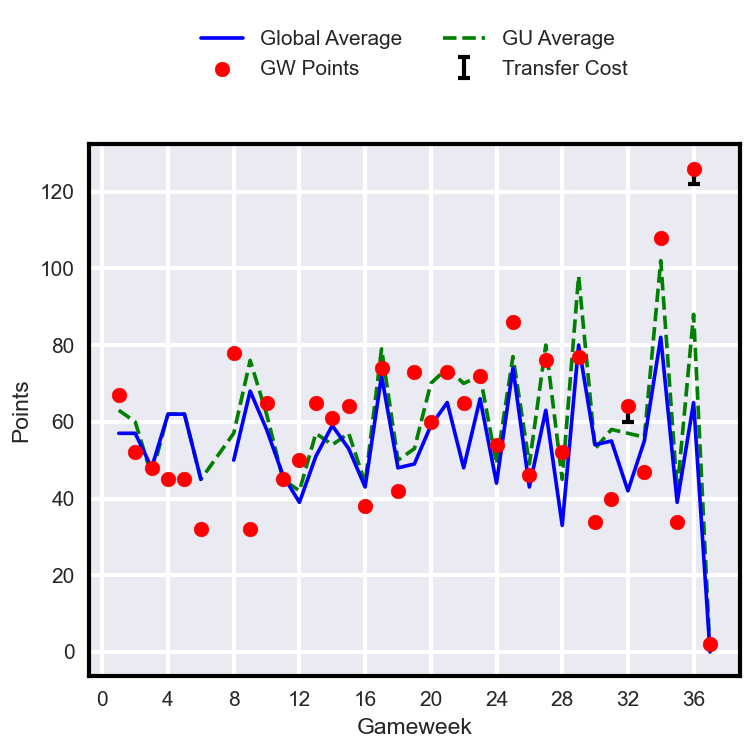 Global Average
GU Average
GW Points
Transfer Cost
120
100
80
60
40
20
0
Points
0 4 8 12 16 20 24 28 32 36
Gameweek